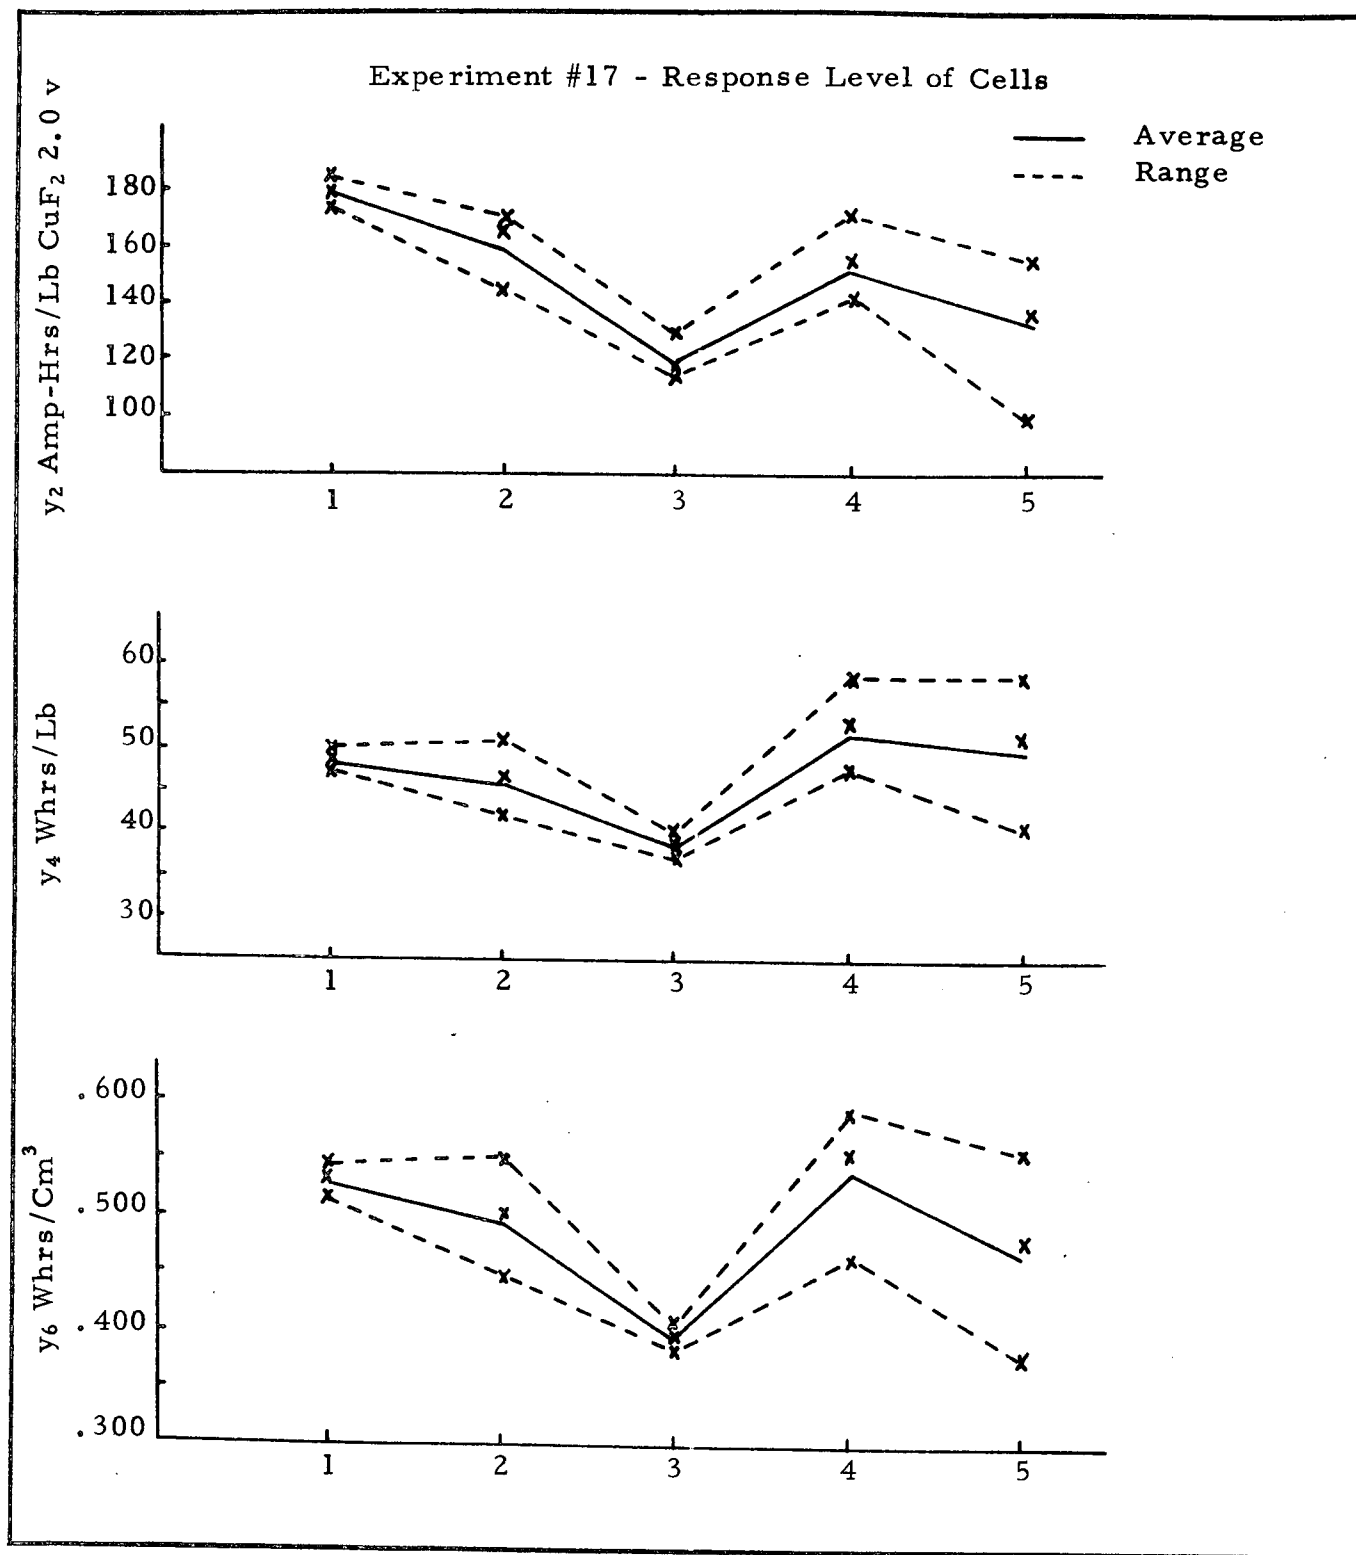 Experiment #17 - Response Level of Cells
Average
Range
y₂ Amp-Hrs/Lb CuF₂ 2.0 v
180
160
140
120
100
1 2 3 4 5
y₄ Whrs/Lb
60
50
40
30
1 2 3 4 5
y₆ Whrs/Cm³
.600
.500
.400
.300
1 2 3 4 5